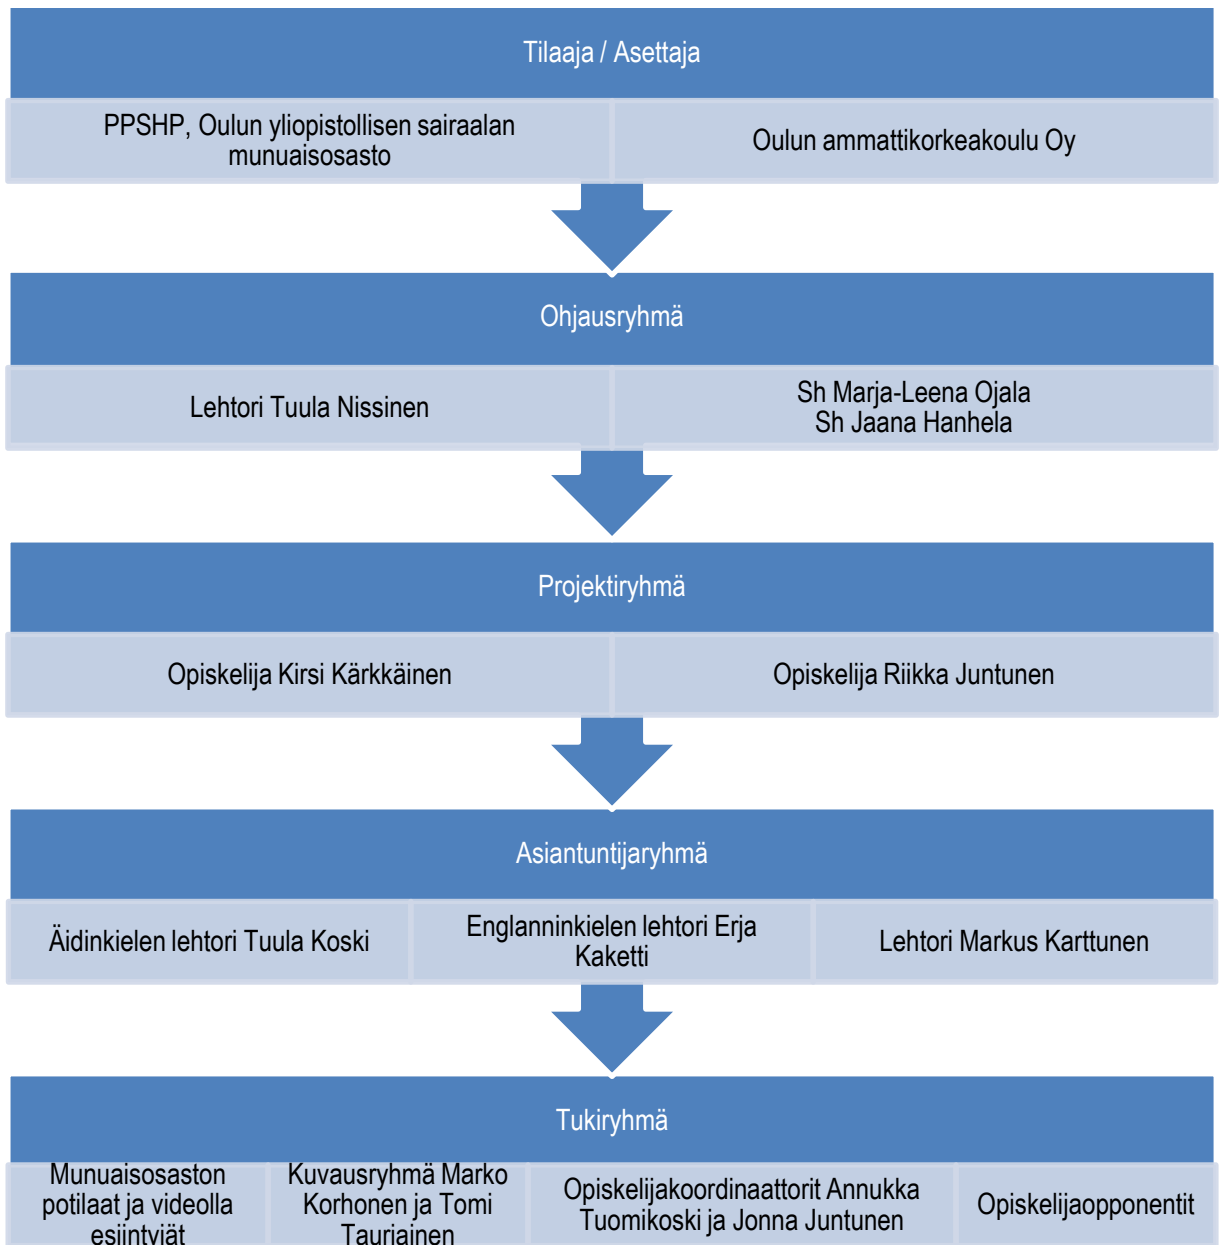 Tilaaja / Asettaja
PPSHP, Oulun yliopistollisen sairaalan
munuaisosasto
Oulun ammattikorkeakoulu Oy
Ohjausryhmä
Lehtori Tuula Nissinen
Sh Marja-Leena Ojala
Sh Jaana Hanhela
Projektiryhmä
Opiskelija Kirsi Kärkkäinen
Opiskelija Riikka Juntunen
Asiantuntijaryhmä
Äidinkielen lehtori Tuula Koski
Englanninkielen lehtori Erja
Kaketti
Lehtori Markus Karttunen
Tukiryhmä
Munuaisosaston
potilaat ja videolla
esiintyjät
Kuvausryhmä Marko
Korhonen ja Tomi
Tauriainen
Opiskelijakoordinaattorit Annukka
Tuomikoski ja Jonna Juntunen
Opiskelijaopponentit